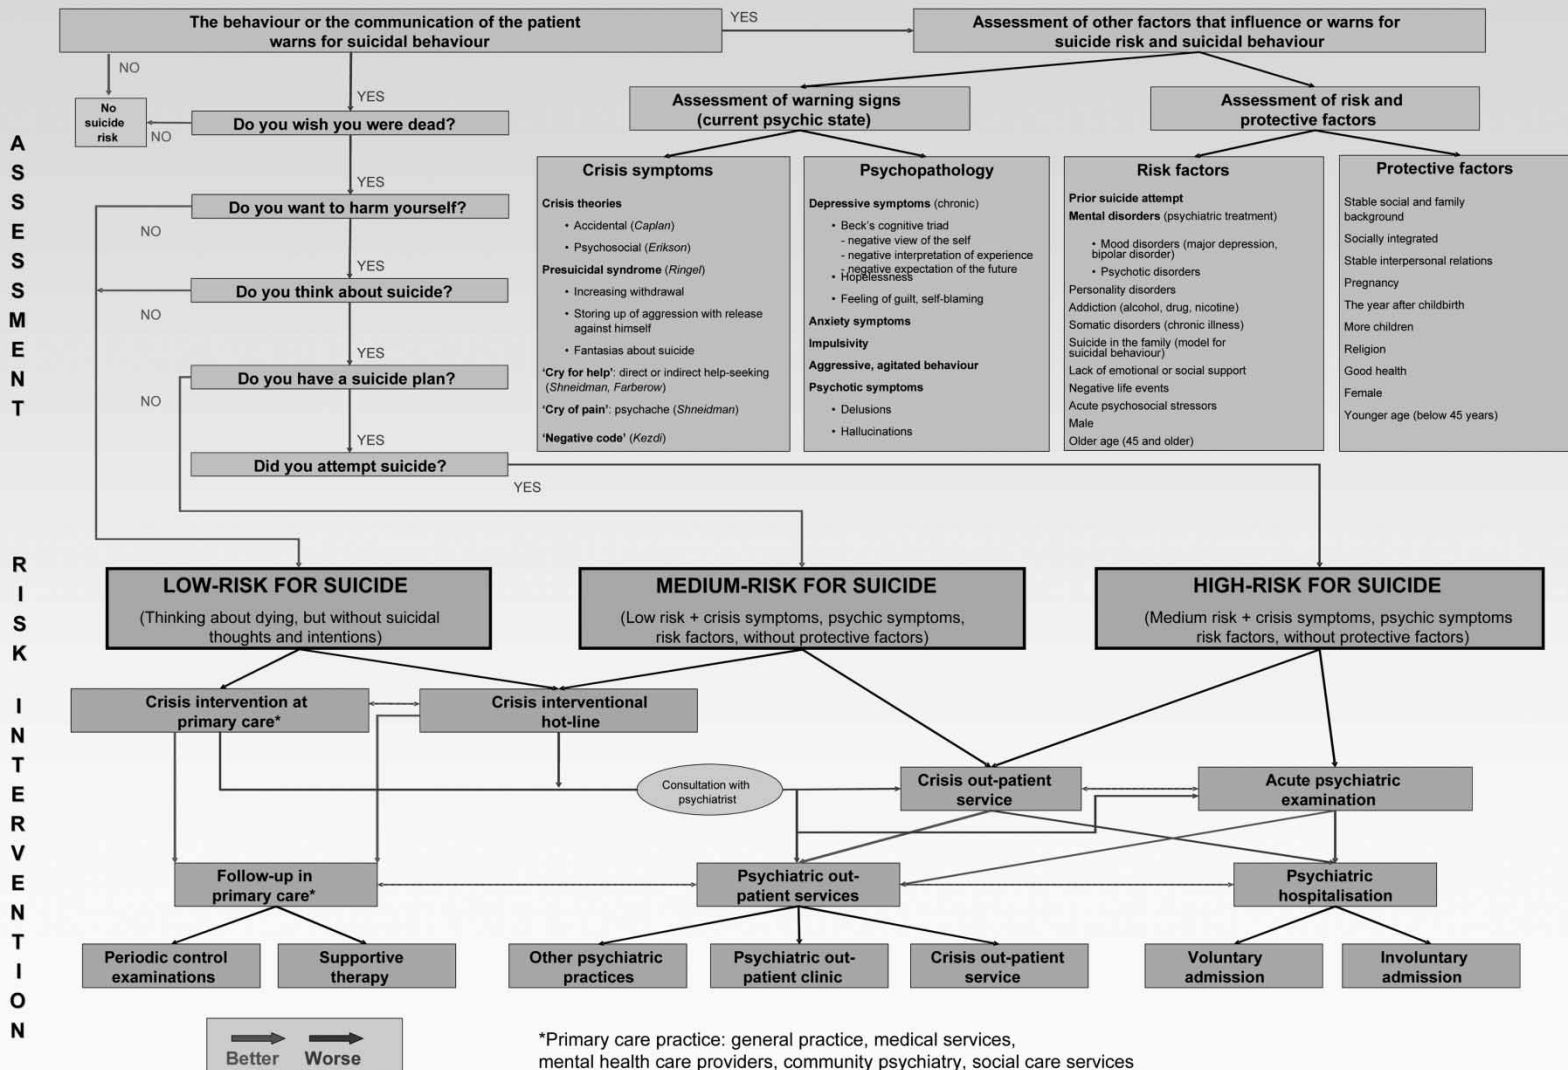 The behaviour or the communication of the patient
warns for suicidal behaviour
YES
Assessment of other factors that influence or warns for
suicide risk and suicidal behaviour
NO
YES
No
suicide
risk
NO
Do you wish you were dead?
Assessment of warning signs
(current psychic state)
Assessment of risk and
protective factors
ASSESSMENT
YES
Do you want to harm yourself?
NO
YES
Do you think about suicide?
NO
YES
Do you have a suicide plan?
NO
YES
Did you attempt suicide?
YES
Crisis symptoms
Crisis theories
• Accidental (Caplan)
• Psychosocial (Erikson)
Presuicidal syndrome (Ringel)
• Increasing withdrawal
• Storing up of aggression with release
against himself
• Fantasias about suicide
‘Cry for help’: direct or indirect help-seeking
(Shneidman, Farberow)
‘Cry of pain’: psychache (Shneidman)
‘Negative code’ (Kezdi)
Psychopathology
Depressive symptoms (chronic)
• Beck’s cognitive triad
- negative view of the self
- negative interpretation of experience
- negative expectation of the future
• Hopelessness
• Feeling of guilt, self-blaming
Anxiety symptoms
Impulsivity
Aggressive, agitated behaviour
Psychotic symptoms
• Delusions
• Hallucinations
Risk factors
Prior suicide attempt
Mental disorders (psychiatric treatment)
• Mood disorders (major depression,
bipolar disorder)
• Psychotic disorders
Personality disorders
Addiction (alcohol, drug, nicotine)
Somatic disorders (chronic illness)
Suicide in the family (model for
suicidal behaviour)
Lack of emotional or social support
Negative life events
Acute psychosocial stressors
Male
Older age (45 and older)
Protective factors
Stable social and family
background
Socially integrated
Stable interpersonal relations
Pregnancy
The year after childbirth
More children
Religion
Good health
Female
Younger age (below 45 years)
RISK
LOW-RISK FOR SUICIDE
(Thinking about dying, but without suicidal
thoughts and intentions)
MEDIUM-RISK FOR SUICIDE
(Low risk + crisis symptoms, psychic symptoms,
risk factors, without protective factors)
HIGH-RISK FOR SUICIDE
(Medium risk + crisis symptoms, psychic symptoms
risk factors, without protective factors)
INTERVENTION
Crisis intervention at
primary care*
Crisis interventional
hot-line
Consultation with
psychiatrist
Crisis out-patient
service
Acute psychiatric
examination
Follow-up in
primary care*
Psychiatric out-
patient services
Psychiatric
hospitalisation
Periodic control
examinations
Supportive
therapy
Other psychiatric
practices
Psychiatric out-
patient clinic
Crisis out-patient
service
Voluntary
admission
Involuntary
admission
Better Worse
*Primary care practice: general practice, medical services,
mental health care providers, community psychiatry, social care services